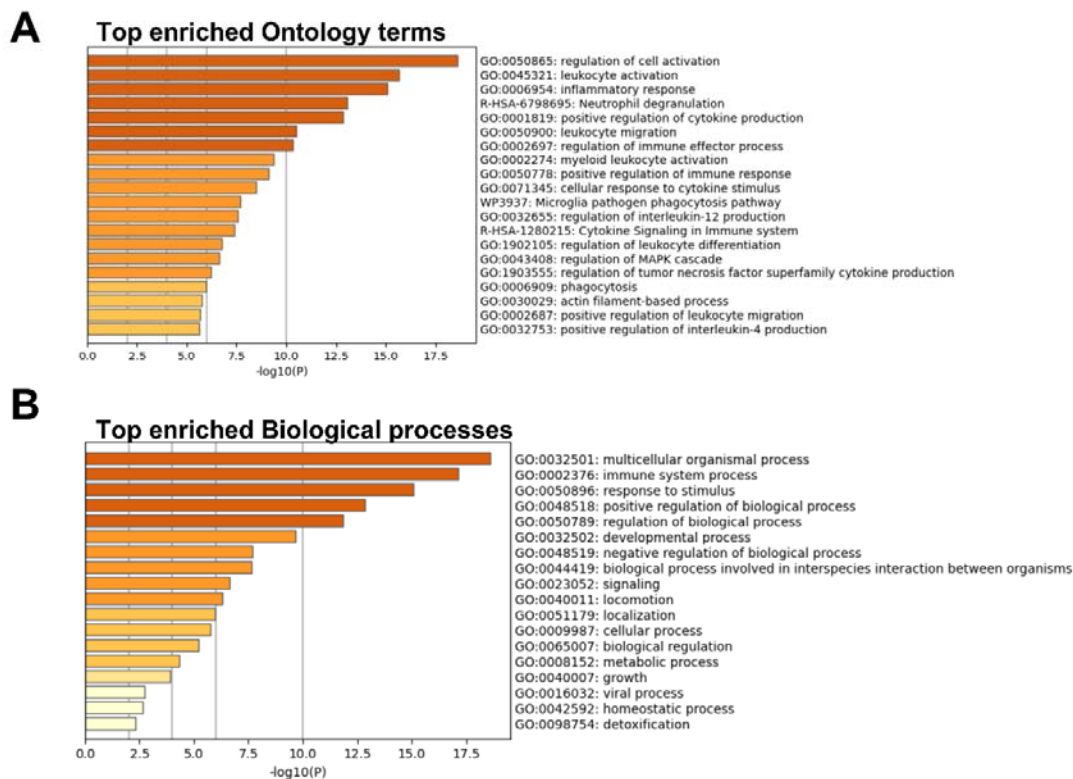 A
Top enriched Ontology terms
GO:0050865: regulation of cell activation
GO:0045321: leukocyte activation
GO:0006954: inflammatory response
R-HSA-6798695: Neutrophil degranulation
GO:0001819: positive regulation of cytokine production
GO:0050900: leukocyte migration
GO:0002697: regulation of immune effector process
GO:0002274: myeloid leukocyte activation
GO:0050778: positive regulation of immune response
GO:0071345: cellular response to cytokine stimulus
WP3937: Microglia pathogen phagocytosis pathway
GO:0032655: regulation of interleukin-12 production
R-HSA-1280215: Cytokine Signaling in Immune system
GO:1902105: regulation of leukocyte differentiation
GO:0043408: regulation of MAPK cascade
GO:1903555: regulation of tumor necrosis factor superfamily cytokine production
GO:0006909: phagocytosis
GO:0030029: actin filament-based process
GO:0002687: positive regulation of leukocyte migration
GO:0032753: positive regulation of interleukin-4 production
0.0 2.5 5.0 7.5 10.0 12.5 15.0 17.5
-log10(P)
B
Top enriched Biological processes
GO:0032501: multicellular organismal process
GO:0002376: immune system process
GO:0050896: response to stimulus
GO:0048518: positive regulation of biological process
GO:0050789: regulation of biological process
GO:0032502: developmental process
GO:0048519: negative regulation of biological process
GO:0044419: biological process involved in interspecies interaction between organisms
GO:0023052: signaling
GO:0040011: locomotion
GO:0051179: localization
GO:0009987: cellular process
GO:0065007: biological regulation
GO:0008152: metabolic process
GO:0040007: growth
GO:0016032: viral process
GO:0042592: homeostatic process
GO:0098754: detoxification
0.0 2.5 5.0 7.5 10.0 12.5 15.0 17.5
-log10(P)